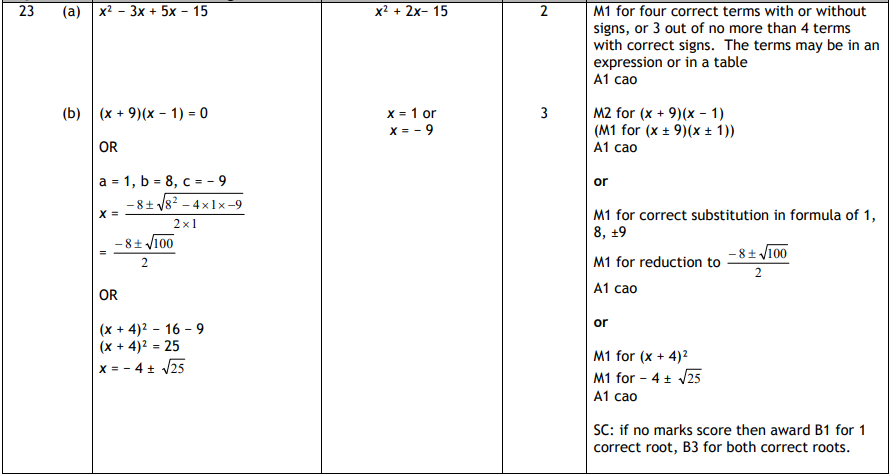 23 (a) x² – 3x + 5x – 15 x² + 2x– 15 2 M1 for four correct terms with or without
signs, or 3 out of no more than 4 terms
with correct signs. The terms may be in an
expression or in a table
A1 cao
(b) (x + 9)(x – 1) = 0 x = 1 or 3 M2 for (x + 9)(x – 1)
x = – 9 (M1 for (x ± 9)(x ± 1))
OR A1 cao
a = 1, b = 8, c = – 9 or
x = (– 8 ± √(8² – 4 × 1 × –9)) / (2 × 1) M1 for correct substitution in formula of 1,
8, ±9
= (– 8 ± √100) / 2 M1 for reduction to (– 8 ± √100) / 2
OR A1 cao
or
(x + 4)² – 16 – 9
(x + 4)² = 25 M1 for (x + 4)²
x = – 4 ± √25 M1 for – 4 ± √25
A1 cao
SC: if no marks score then award B1 for 1
correct root, B3 for both correct roots.